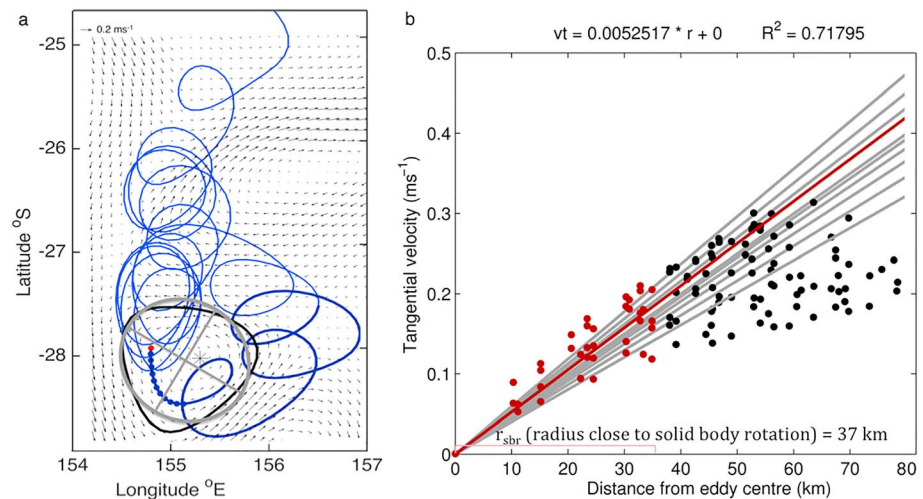 a
0.2 ms⁻¹
-25
-26
-27
-28
Latitude °S
154
155
156
157
Longitude °E
b
vt = 0.0052517 * r + 0 R² = 0.71795
0.5
0.4
0.3
0.2
0.1
0
Tangential velocity (ms⁻¹)
r_sbr (radius close to solid body rotation) = 37 km
0 10 20 30 40 50 60 70 80
Distance from eddy centre (km)